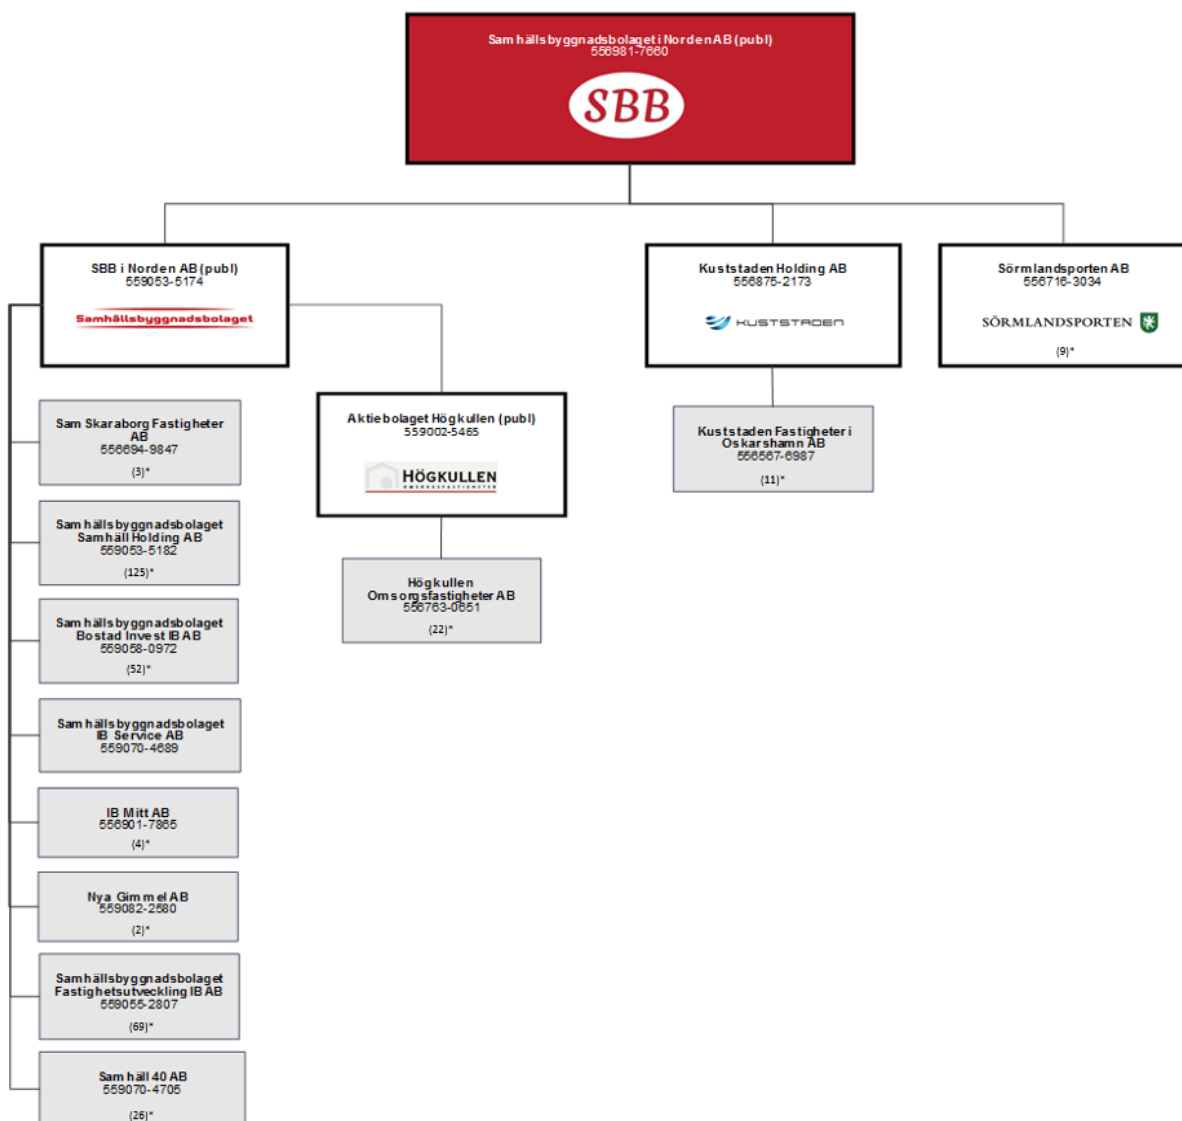 Samhällsbyggnadsbolaget i Norden AB (publ)
556981-7660
SBB
SBB i Norden AB (publ)
559053-5174
Samhällsbyggnadsbolaget
Kuststaden Holding AB
556875-2173
KUSTSTADEN
Sörmlandsporten AB
556716-3034
SÖRMLANDSPORTEN
(9)*
Aktiebolaget Högkullen (publ)
559002-5465
HÖGKULLEN
OMSORGSFASTIGHETER
Kuststaden Fastigheter i
Oskarshamn AB
556567-6987
(11)*
Högkullen
Omsorgsfastigheter AB
556763-0651
(22)*
Sam Skaraborg Fastigheter
AB
556694-9847
(3)*
Samhällsbyggnadsbolaget
Samhäll Holding AB
559053-5182
(125)*
Samhällsbyggnadsbolaget
Bostad Invest IB AB
559058-0972
(52)*
Samhällsbyggnadsbolaget
IB Service AB
559070-4689
IB Mitt AB
556901-7865
(4)*
Nya Gimmel AB
559082-2580
(2)*
Samhällsbyggnadsbolaget
Fastighetsutveckling IB AB
559055-2807
(69)*
Samhäll 40 AB
559070-4705
(26)*